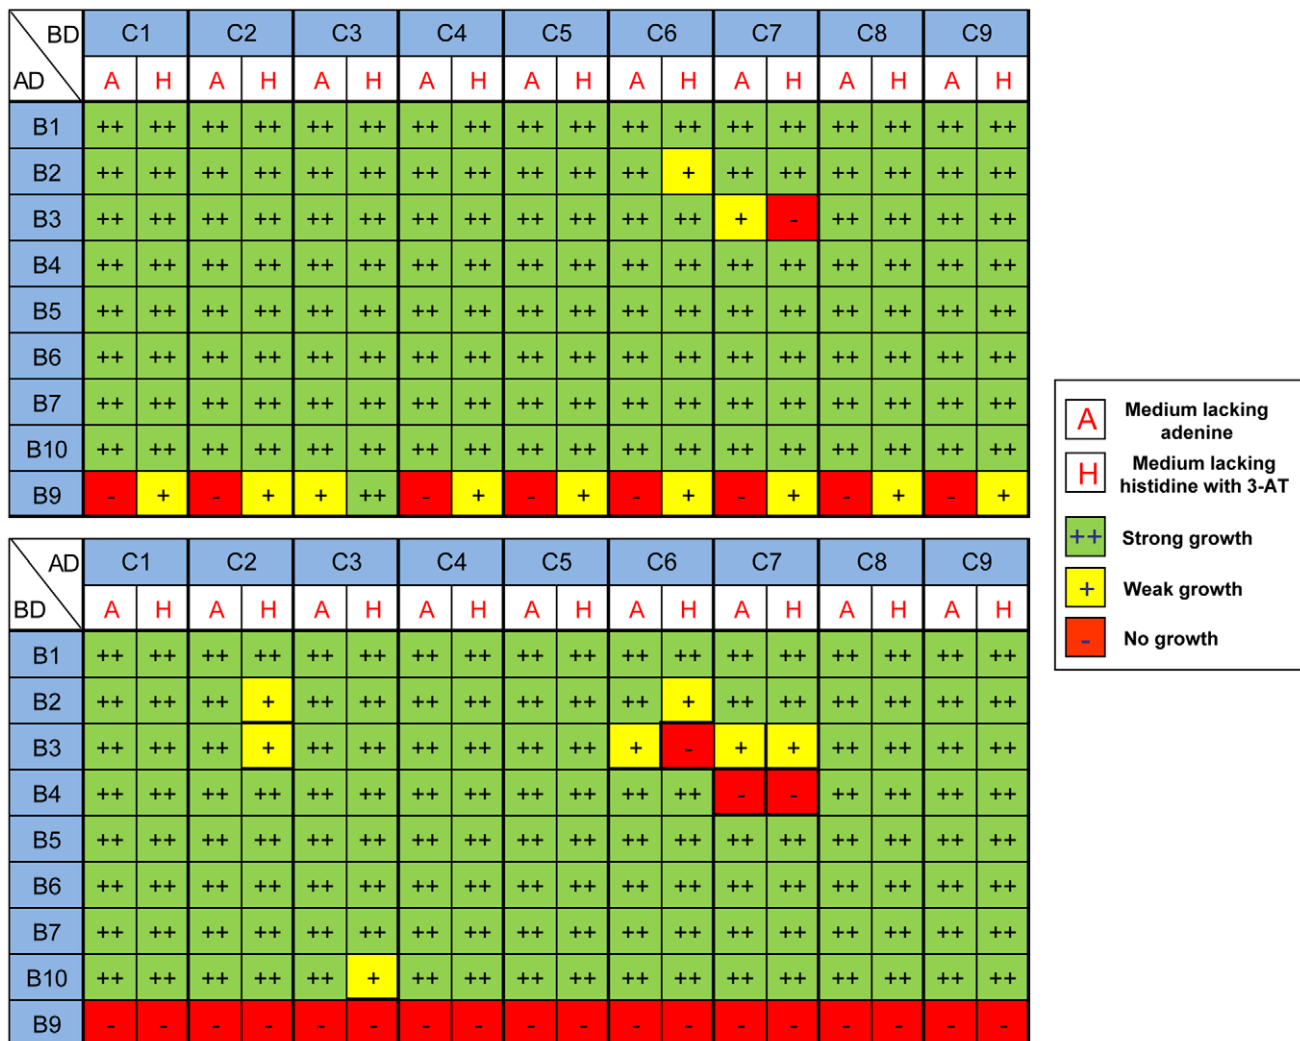 BD C1 C2 C3 C4 C5 C6 C7 C8 C9
AD A H A H A H A H A H A H A H A H A H
B1 ++ ++ ++ ++ ++ ++ ++ ++ ++ ++ ++ ++ ++ ++ ++ ++ ++ ++
B2 ++ ++ ++ ++ ++ ++ ++ ++ ++ ++ ++ + ++ ++ ++ ++ ++ ++
B3 ++ ++ ++ ++ ++ ++ ++ ++ ++ ++ ++ ++ + - ++ ++ ++ ++
B4 ++ ++ ++ ++ ++ ++ ++ ++ ++ ++ ++ ++ ++ ++ ++ ++ ++ ++
B5 ++ ++ ++ ++ ++ ++ ++ ++ ++ ++ ++ ++ ++ ++ ++ ++ ++ ++
B6 ++ ++ ++ ++ ++ ++ ++ ++ ++ ++ ++ ++ ++ ++ ++ ++ ++ ++
B7 ++ ++ ++ ++ ++ ++ ++ ++ ++ ++ ++ ++ ++ ++ ++ ++ ++ ++
B10 ++ ++ ++ ++ ++ ++ ++ ++ ++ ++ ++ ++ ++ ++ ++ ++ ++ ++
B9 - + - + + ++ - + - + - + - + - + - +
AD C1 C2 C3 C4 C5 C6 C7 C8 C9
BD A H A H A H A H A H A H A H A H A H
B1 ++ ++ ++ ++ ++ ++ ++ ++ ++ ++ ++ ++ ++ ++ ++ ++ ++ ++
B2 ++ ++ ++ + ++ ++ ++ ++ ++ ++ ++ + ++ ++ ++ ++ ++ ++
B3 ++ ++ ++ + ++ ++ ++ ++ ++ ++ + - + + ++ ++ ++ ++
B4 ++ ++ ++ ++ ++ ++ ++ ++ ++ ++ ++ ++ - - ++ ++ ++ ++
B5 ++ ++ ++ ++ ++ ++ ++ ++ ++ ++ ++ ++ ++ ++ ++ ++ ++ ++
B6 ++ ++ ++ ++ ++ ++ ++ ++ ++ ++ ++ ++ ++ ++ ++ ++ ++ ++
B7 ++ ++ ++ ++ ++ ++ ++ ++ ++ ++ ++ ++ ++ ++ ++ ++ ++ ++
B10 ++ ++ ++ ++ ++ + ++ ++ ++ ++ ++ ++ ++ ++ ++ ++ ++ ++
B9 - - - - - - - - - - - - - - - - - -
A Medium lacking
adenine
H Medium lacking
histidine with 3-AT
++ Strong growth
+ Weak growth
- No growth